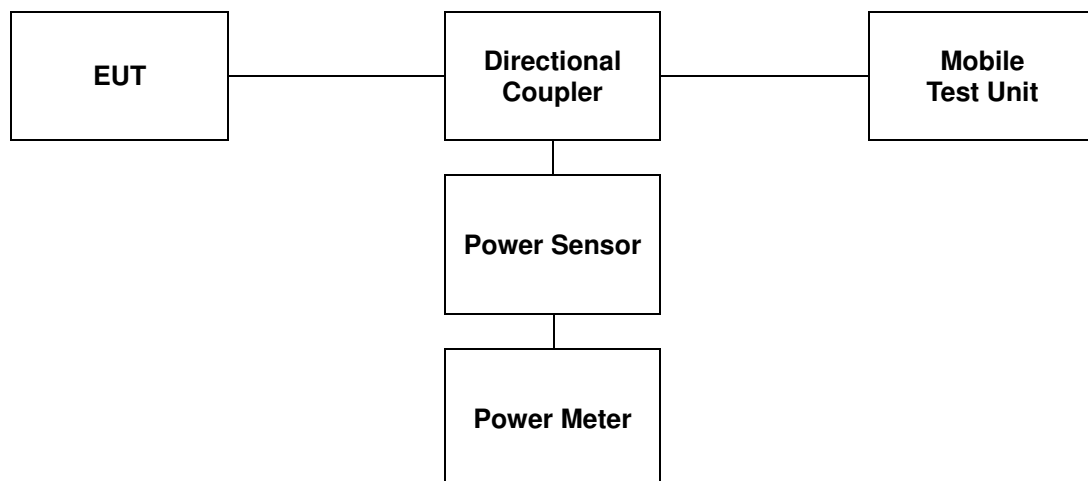 EUT
Directional
Coupler
Mobile
Test Unit
Power Sensor
Power Meter